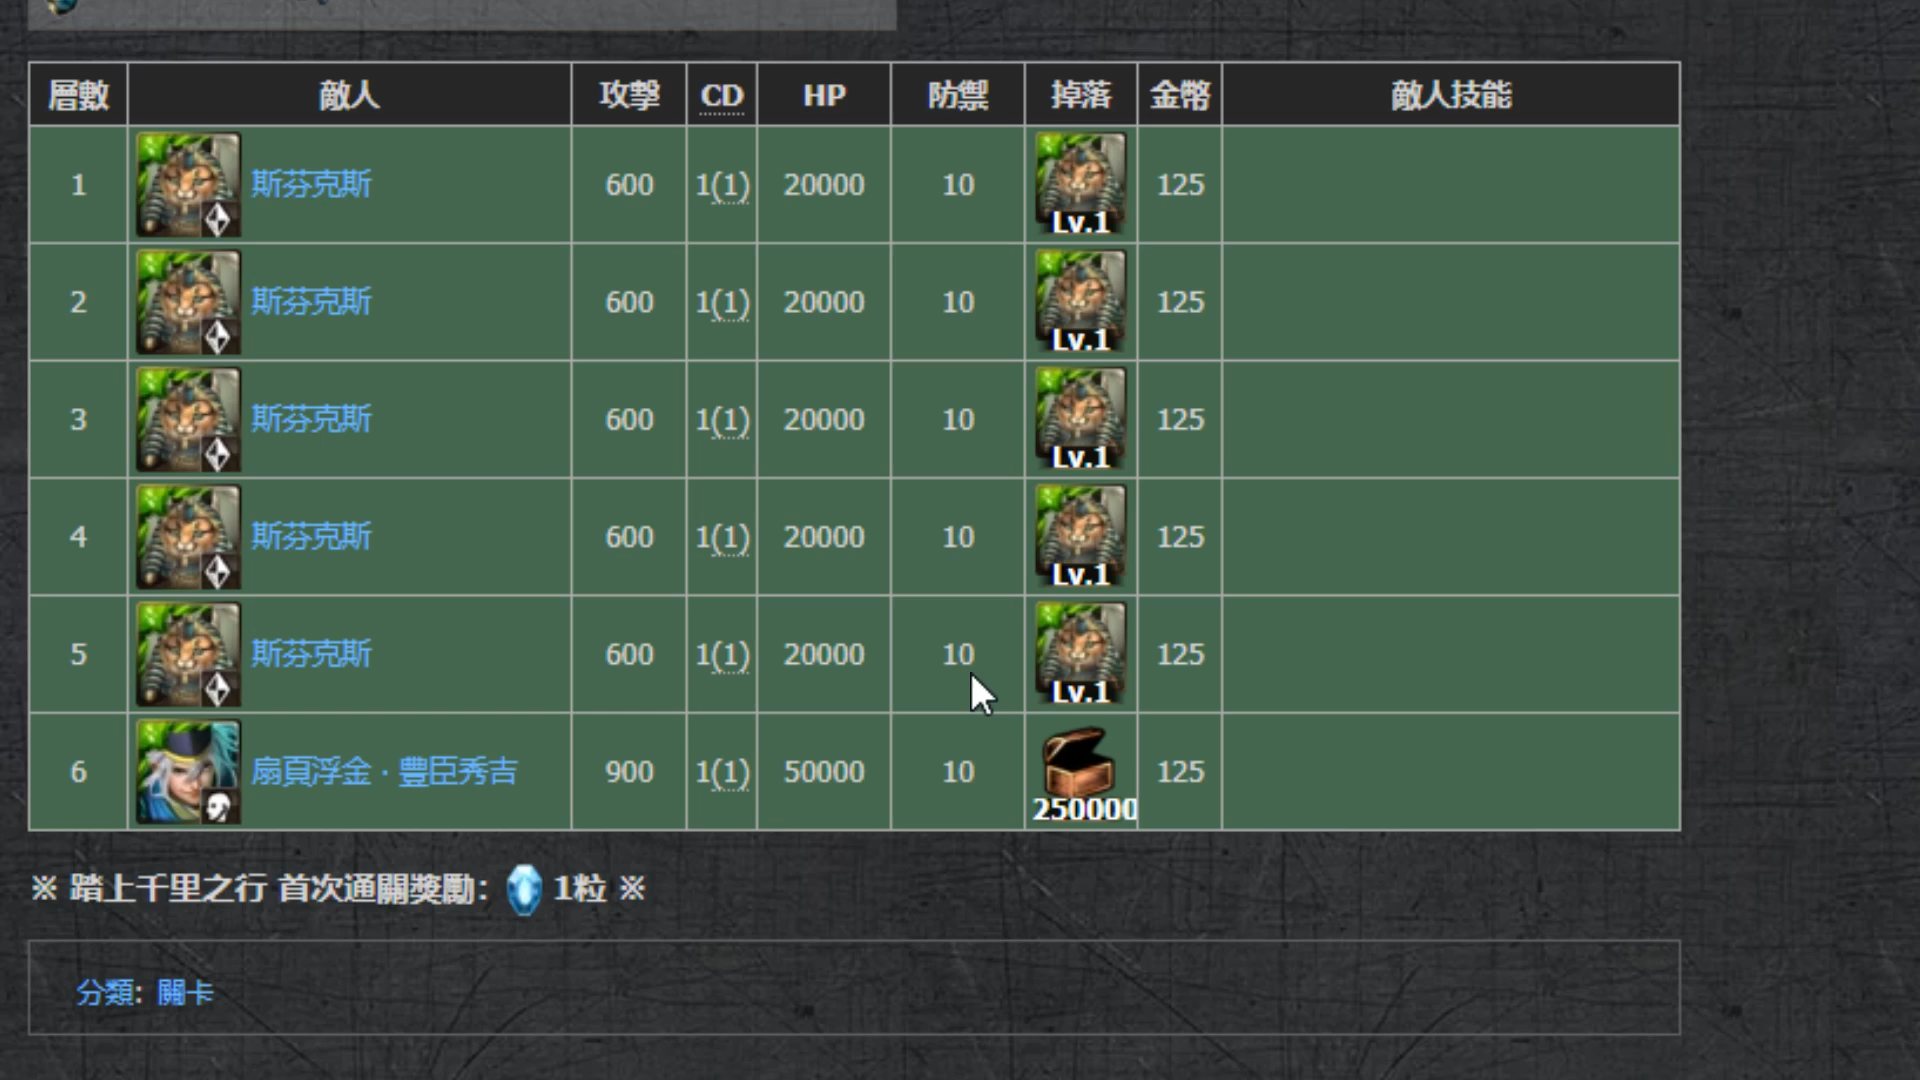 層數 敵人 攻擊 CD HP 防禦 掉落 金幣 敵人技能
1 斯芬克斯 600 1(1) 20000 10 Lv.1 125
2 斯芬克斯 600 1(1) 20000 10 Lv.1 125
3 斯芬克斯 600 1(1) 20000 10 Lv.1 125
4 斯芬克斯 600 1(1) 20000 10 Lv.1 125
5 斯芬克斯 600 1(1) 20000 10 Lv.1 125
6 扇頁浮金 · 豐臣秀吉 900 1(1) 50000 10 250000 125
※ 踏上千里之行 首次通關獎勵: 1粒 ※
分類: 關卡